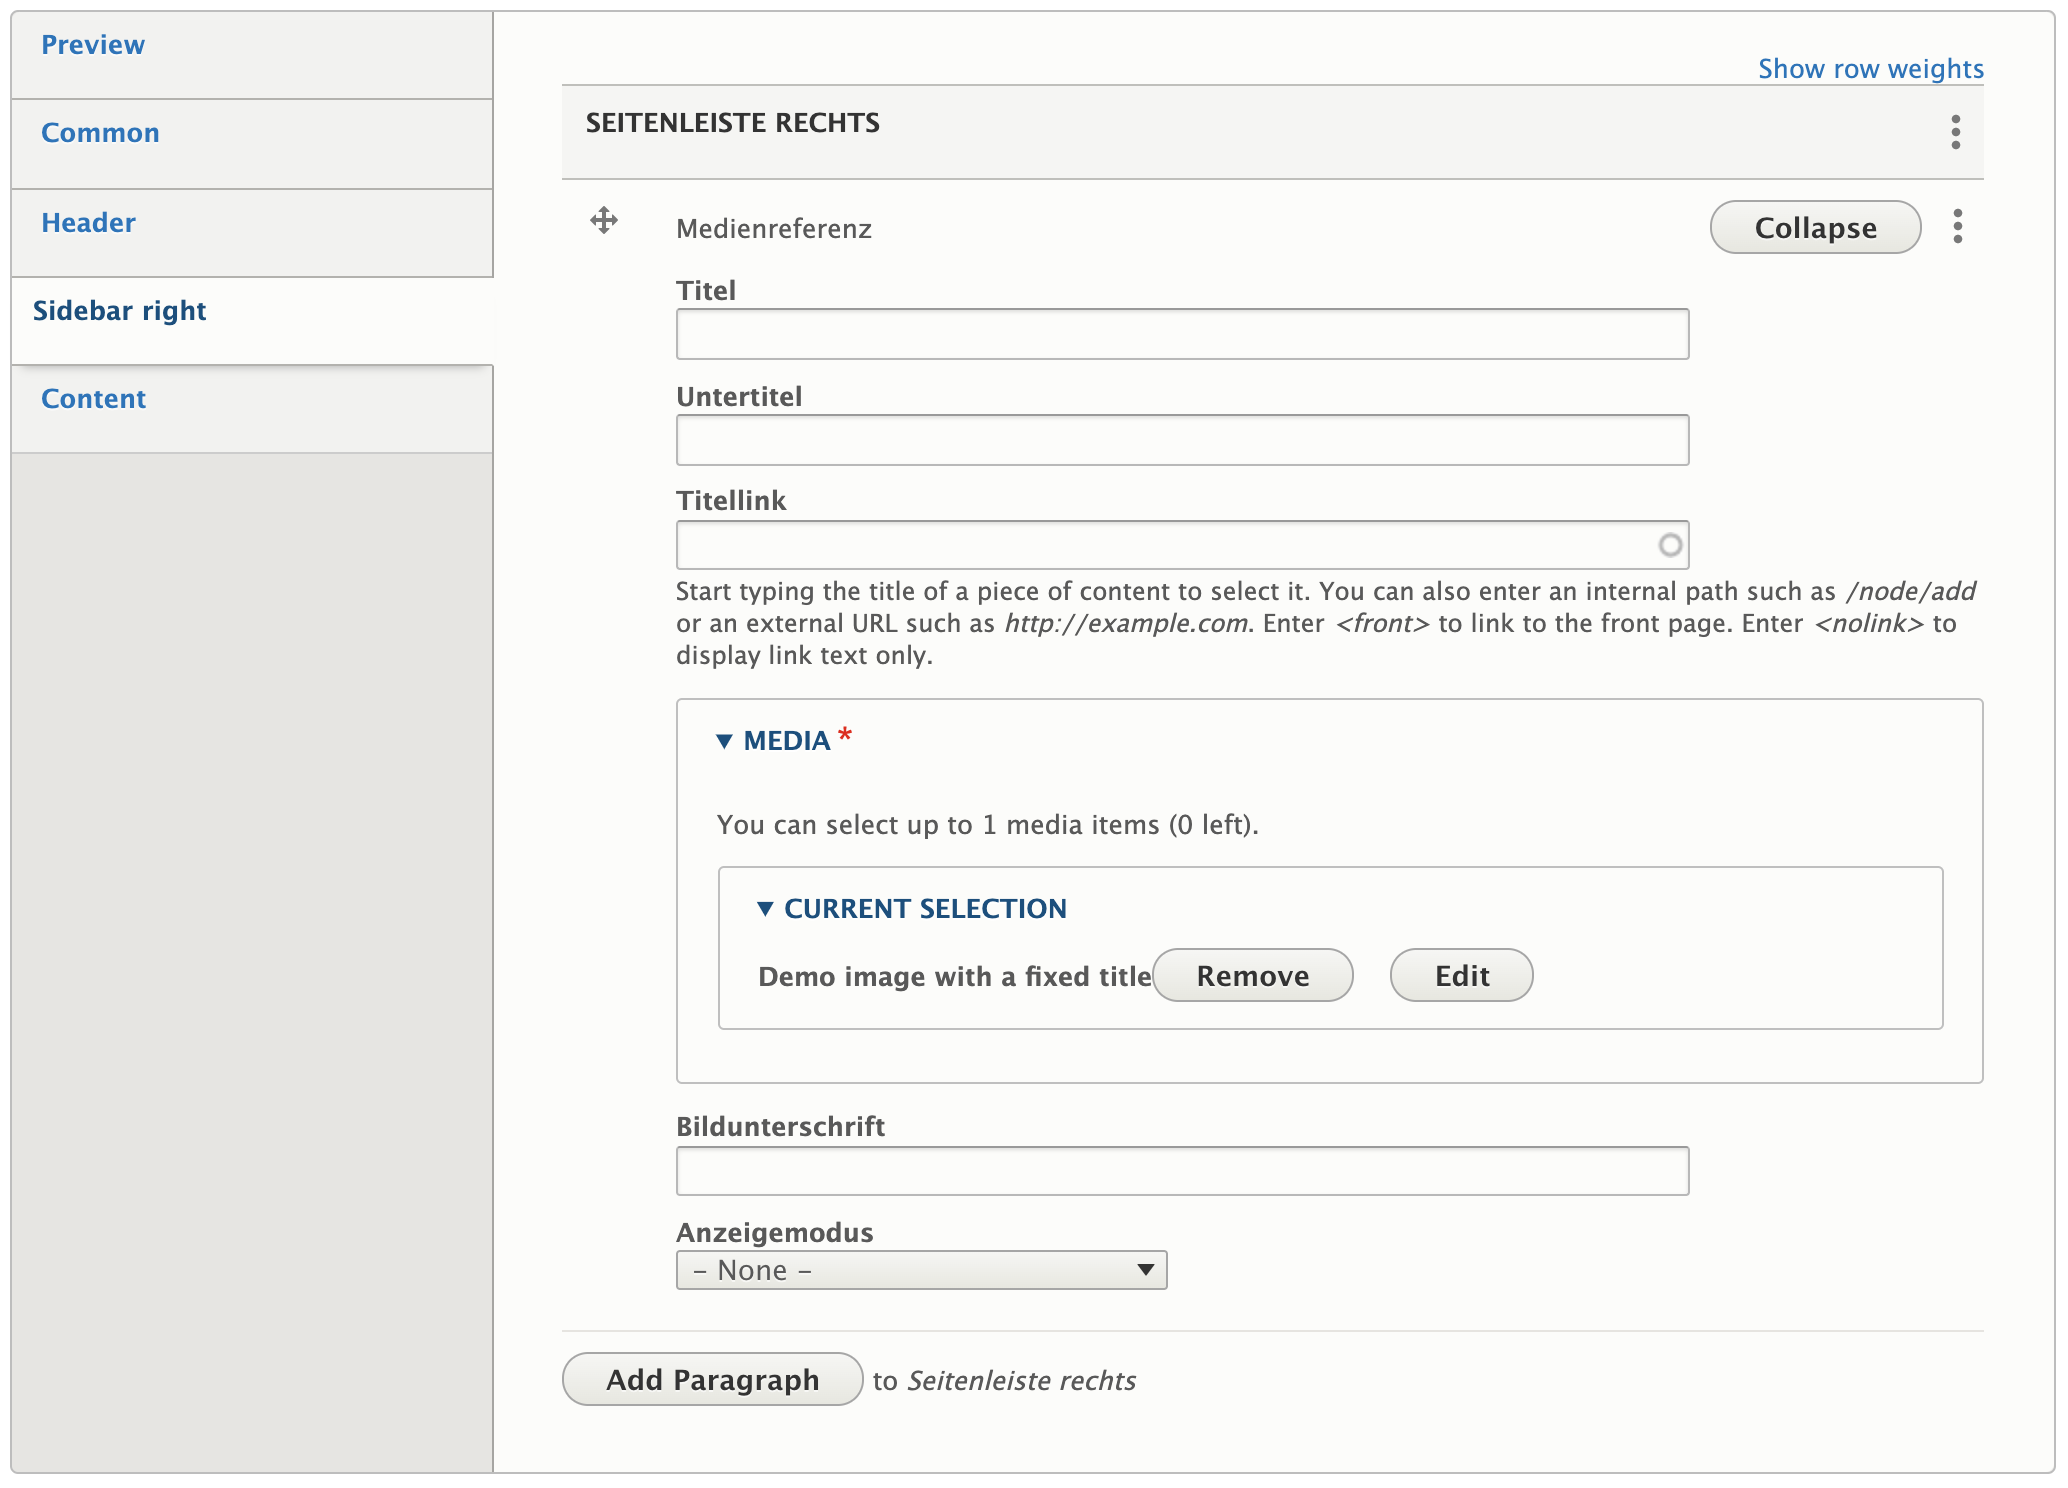 Preview
Common
Header
Sidebar right
Content
Show row weights
SEITENLEISTE RECHTS
Medienreferenz
Collapse
Titel
Untertitel
Titellink
Start typing the title of a piece of content to select it. You can also enter an internal path such as /node/add
or an external URL such as http://example.com. Enter <front> to link to the front page. Enter <nolink> to
display link text only.
MEDIA *
You can select up to 1 media items (0 left).
CURRENT SELECTION
Demo image with a fixed title Remove Edit
Bildunterschrift
Anzeigemodus
– None –
Add Paragraph to Seitenleiste rechts